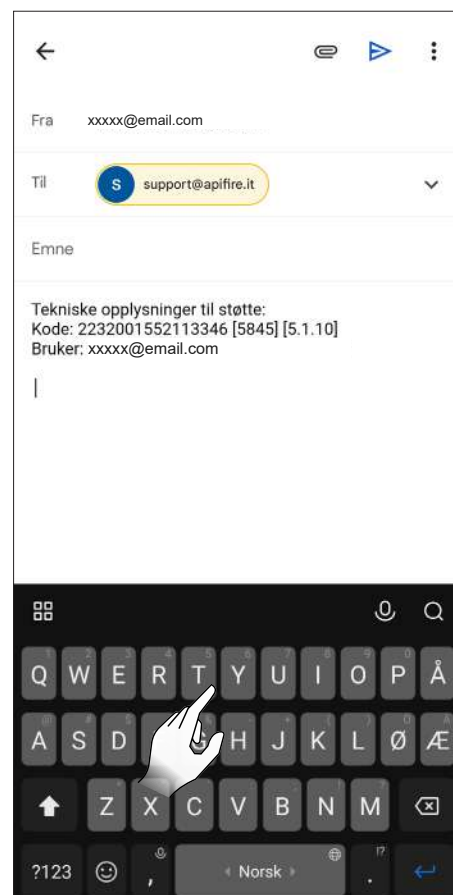 Fra xxxxx@email.com
Til S support@apifire.it
Emne
Tekniske opplysninger til støtte:
Kode: 2232001552113346 [5845] [5.1.10]
Bruker: xxxxx@email.com
Q W E R T Y U I O P Å
A S D G H J K L Ø Æ
Z X C V B N M
?123 , Norsk .